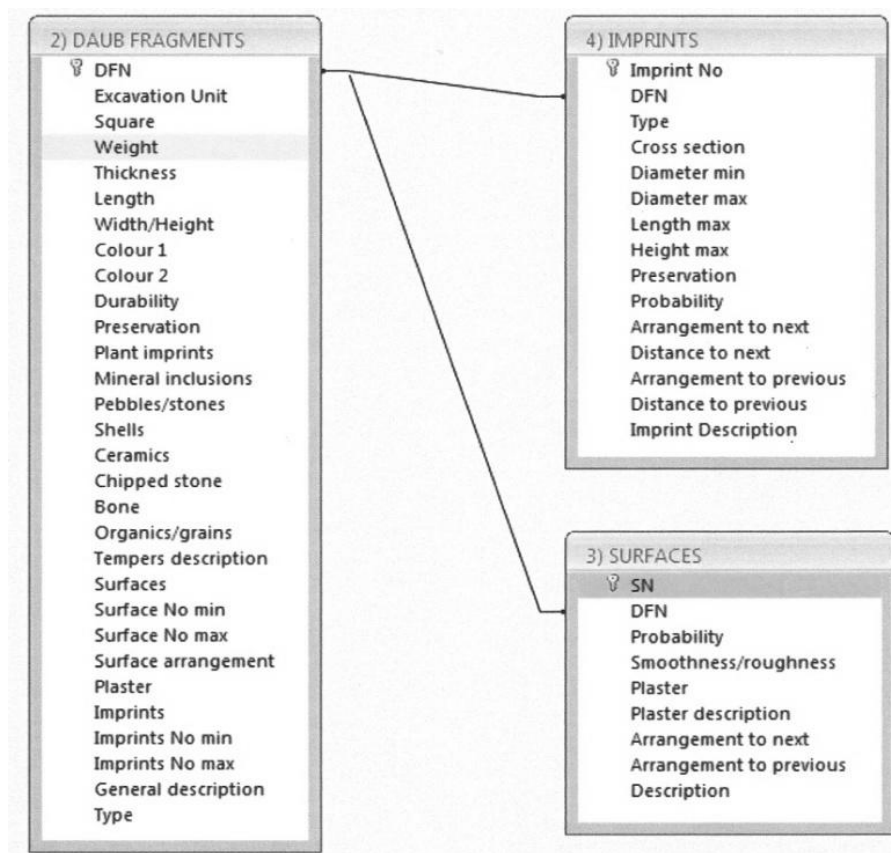 2) DAUB FRAGMENTS
DFN
Excavation Unit
Square
Weight
Thickness
Length
Width/Height
Colour 1
Colour 2
Durability
Preservation
Plant imprints
Mineral inclusions
Pebbles/stones
Shells
Ceramics
Chipped stone
Bone
Organics/grains
Tempers description
Surfaces
Surface No min
Surface No max
Surface arrangement
Plaster
Imprints
Imprints No min
Imprints No max
General description
Type
4) IMPRINTS
Imprint No
DFN
Type
Cross section
Diameter min
Diameter max
Length max
Height max
Preservation
Probability
Arrangement to next
Distance to next
Arrangement to previous
Distance to previous
Imprint Description
3) SURFACES
SN
DFN
Probability
Smoothness/roughness
Plaster
Plaster description
Arrangement to next
Arrangement to previous
Description